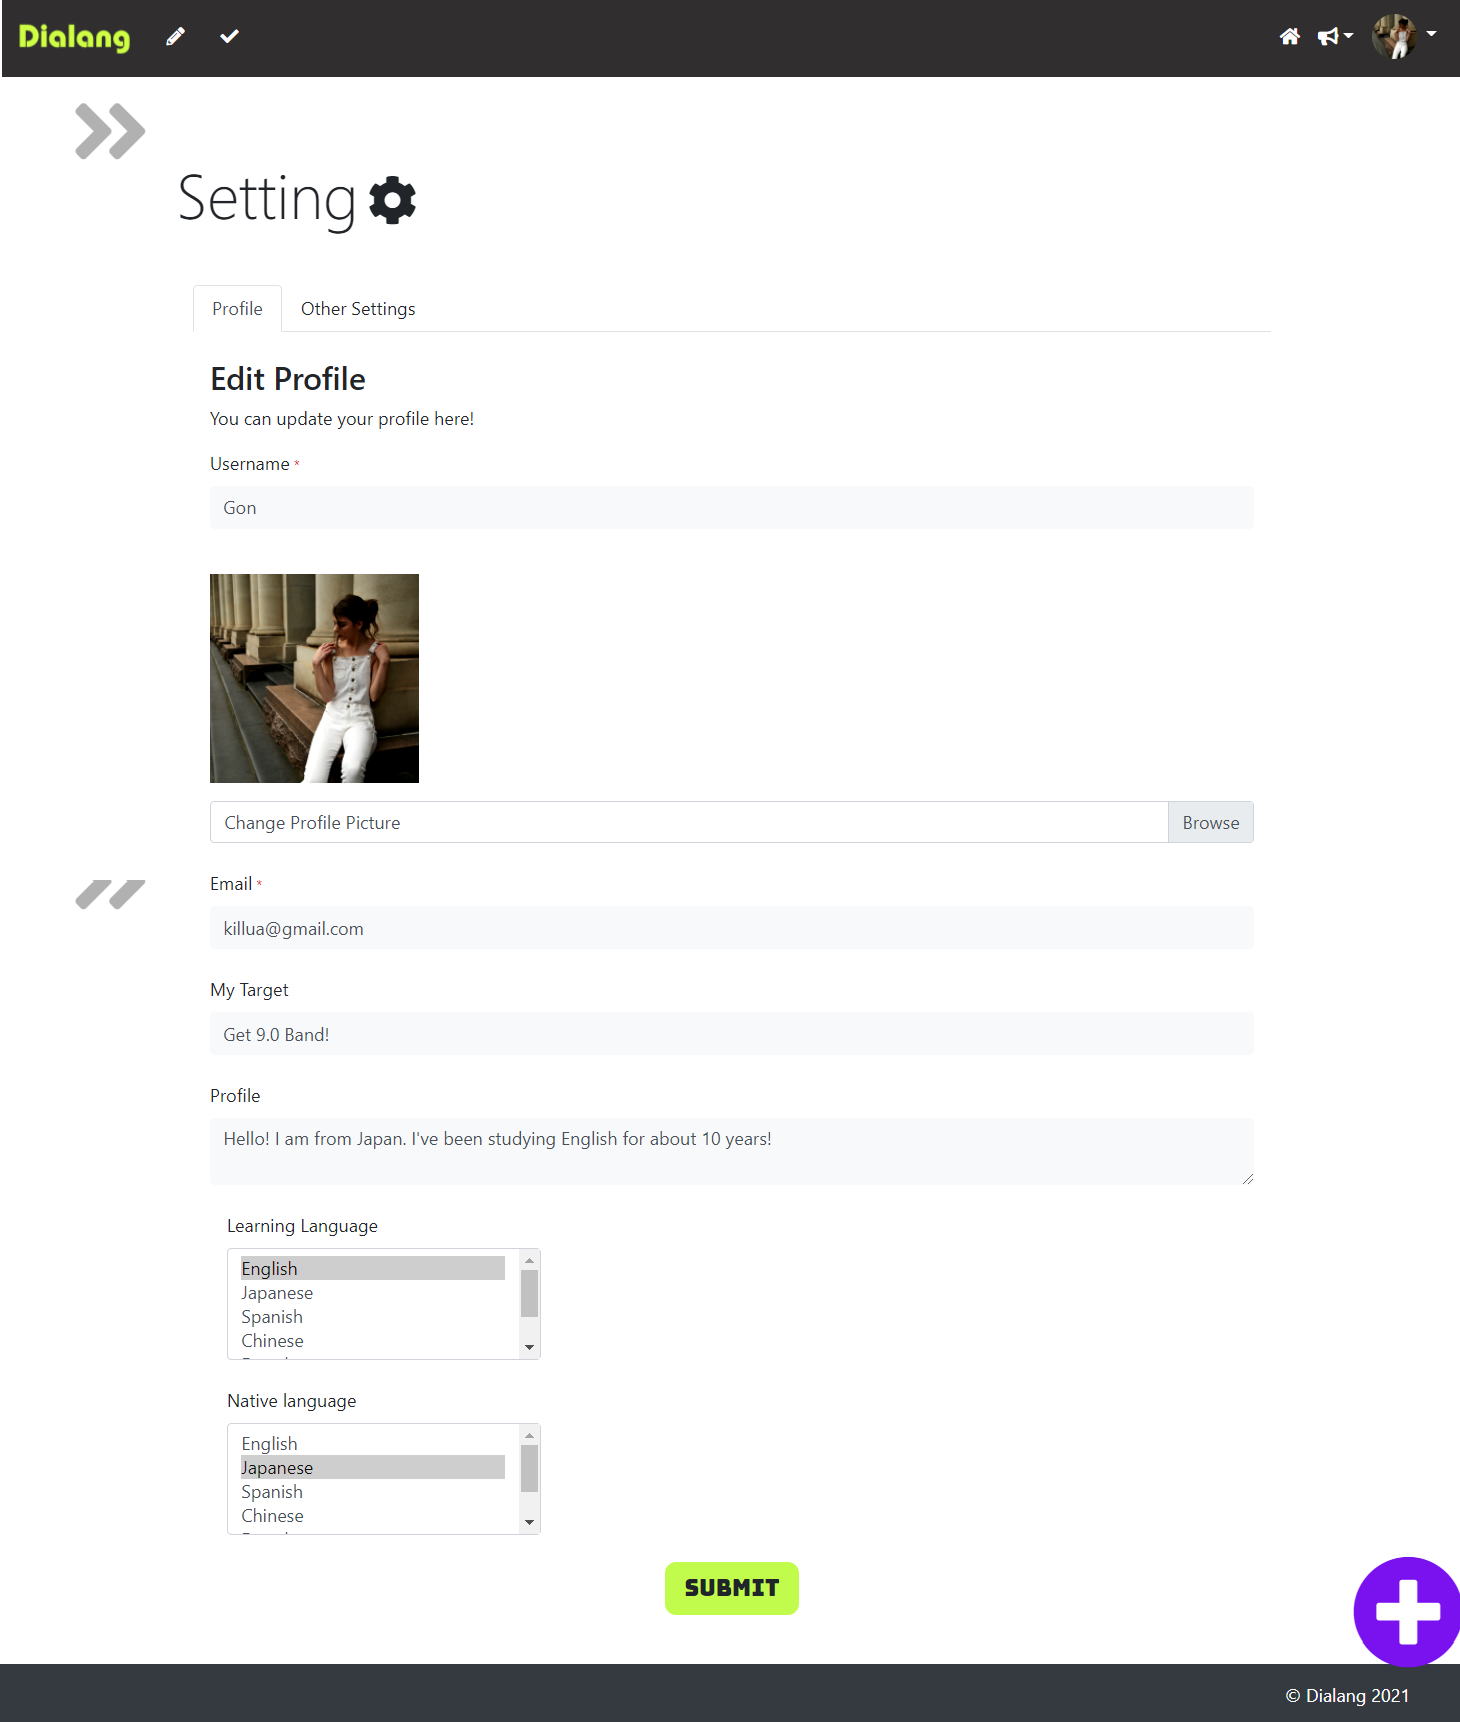 Dialang
Setting
Profile
Other Settings
Edit Profile
You can update your profile here!
Username *
Gon
Change Profile Picture
Browse
Email *
killua@gmail.com
My Target
Get 9.0 Band!
Profile
Hello! I am from Japan. I've been studying English for about 10 years!
Learning Language
English
Japanese
Spanish
Chinese
Native language
English
Japanese
Spanish
Chinese
SUBMIT
© Dialang 2021